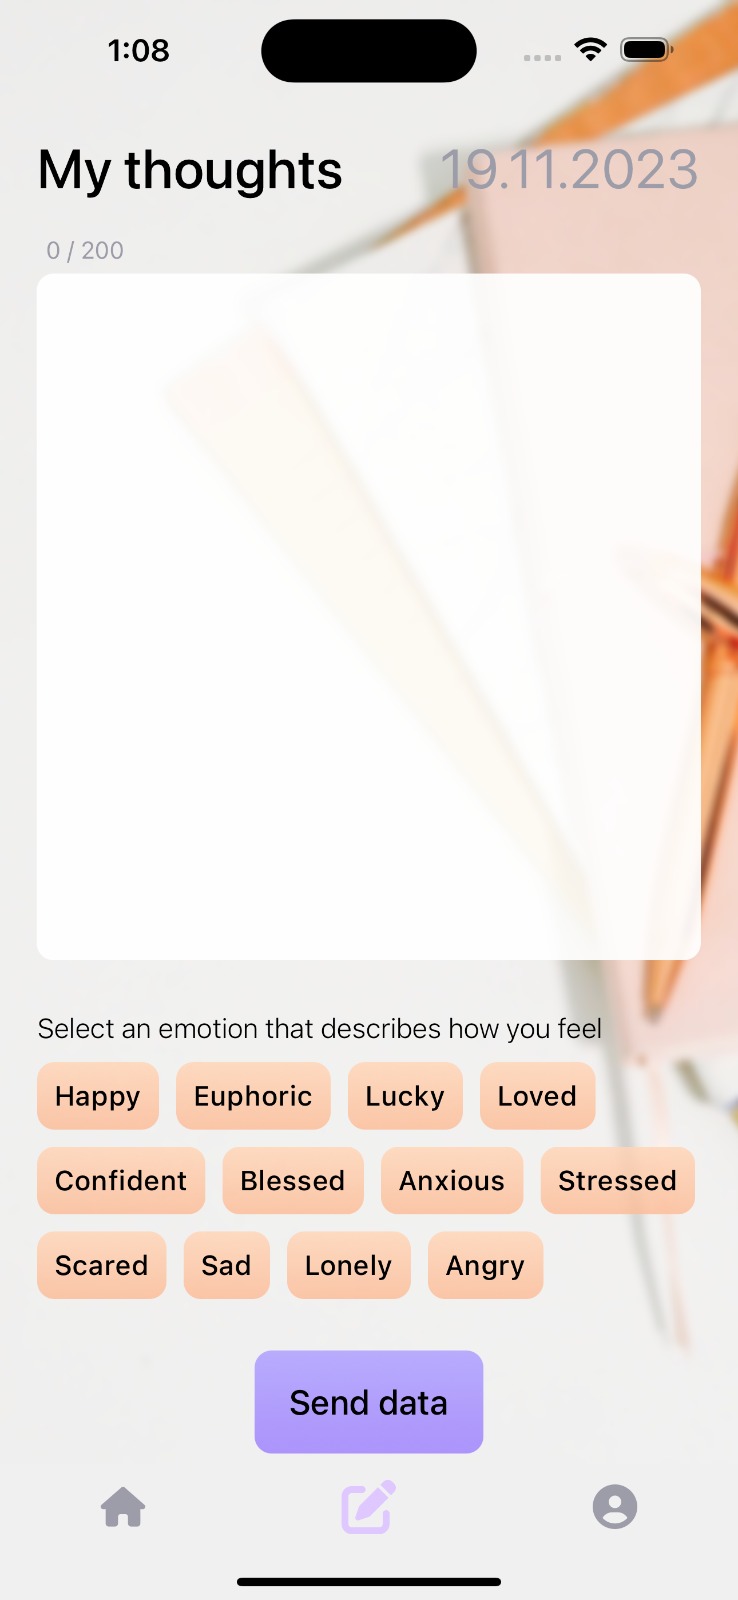 1:08
My thoughts 19.11.2023
0 / 200
Select an emotion that describes how you feel
Happy Euphoric Lucky Loved
Confident Blessed Anxious Stressed
Scared Sad Lonely Angry
Send data